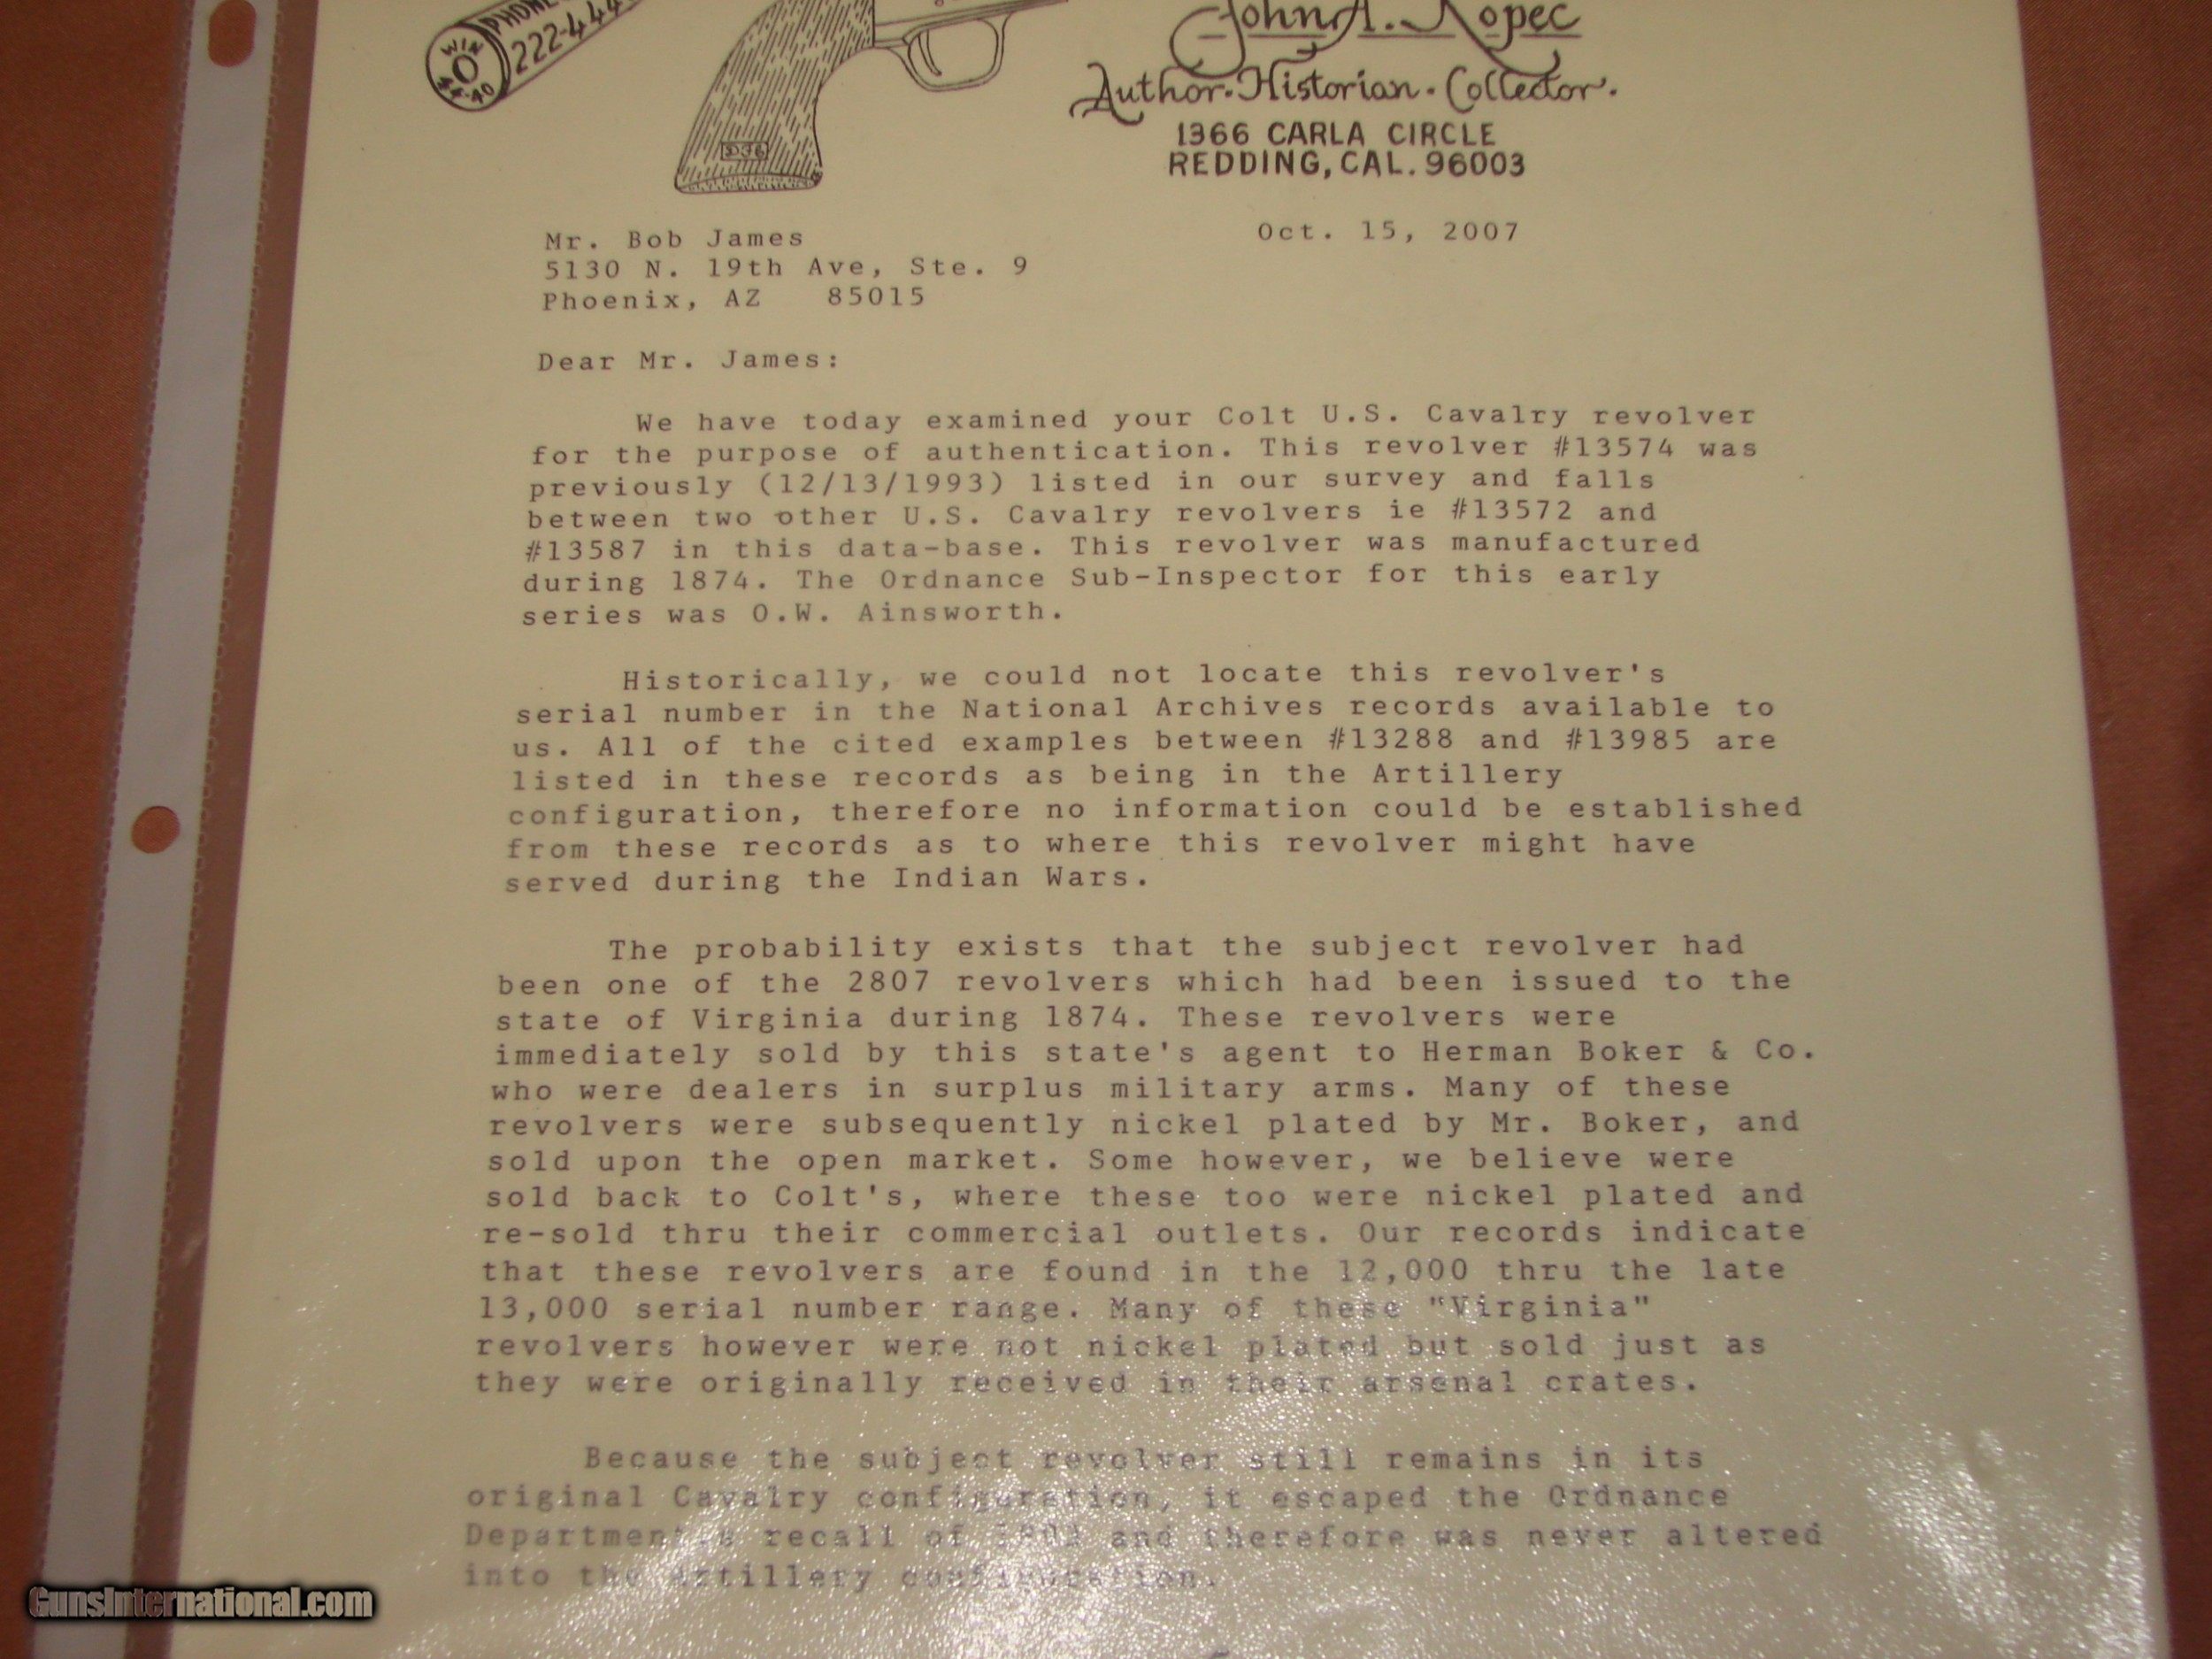 PHONE
222-444
WIN
44-40
John A. Kopec
Author. Historian. Collector.
1366 CARLA CIRCLE
REDDING, CAL. 96003
Mr. Bob James
5130 N. 19th Ave, Ste. 9
Phoenix, AZ 85015
Oct. 15, 2007
Dear Mr. James:
We have today examined your Colt U.S. Cavalry revolver
for the purpose of authentication. This revolver #13574 was
previously (12/13/1993) listed in our survey and falls
between two other U.S. Cavalry revolvers ie #13572 and
#13587 in this data-base. This revolver was manufactured
during 1874. The Ordnance Sub-Inspector for this early
series was O.W. Ainsworth.
Historically, we could not locate this revolver's
serial number in the National Archives records available to
us. All of the cited examples between #13288 and #13985 are
listed in these records as being in the Artillery
configuration, therefore no information could be established
from these records as to where this revolver might have
served during the Indian Wars.
The probability exists that the subject revolver had
been one of the 2807 revolvers which had been issued to the
state of Virginia during 1874. These revolvers were
immediately sold by this state's agent to Herman Boker & Co.
who were dealers in surplus military arms. Many of these
revolvers were subsequently nickel plated by Mr. Boker, and
sold upon the open market. Some however, we believe were
sold back to Colt's, where these too were nickel plated and
re-sold thru their commercial outlets. Our records indicate
that these revolvers are found in the 12,000 thru the late
13,000 serial number range. Many of these "Virginia"
revolvers however were not nickel plated but sold just as
they were originally received in their arsenal crates.
Because the subject revolver still remains in its
original Cavalry configuration, it escaped the Ordnance
Department's recall of and therefore was never altered
into the Artillery configuration.
GunsInternational.com